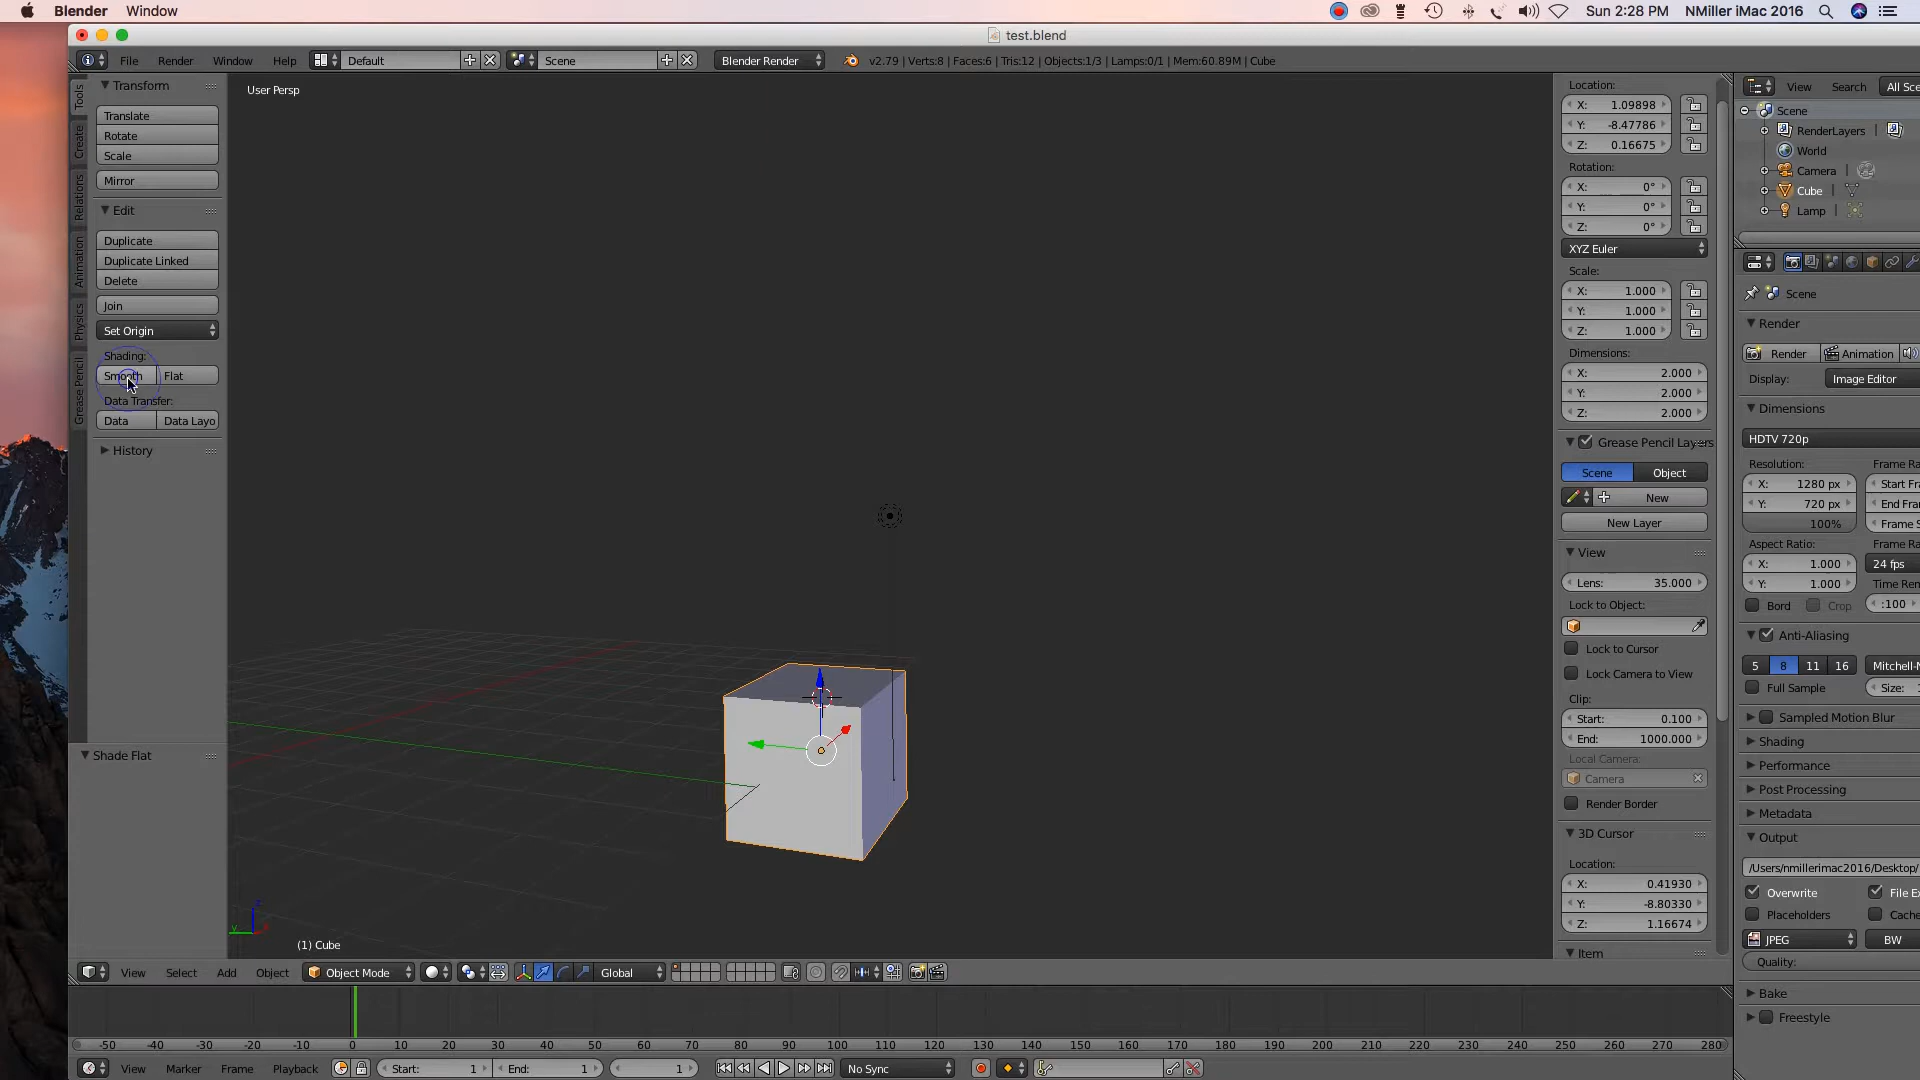 Blender Window Sun 2:28 PM NMiller iMac 2016
test.blend
File Render Window Help Default Scene Blender Render v2.79 | Verts:8 | Faces:6 | Tris:12 | Objects:1/3 | Lamps:0/1 | Mem:60.89M | Cube
Tools
Create
Relations
Animation
Physics
Grease Pencil
Transform
Translate
Rotate
Scale
Mirror
Edit
Duplicate
Duplicate Linked
Delete
Join
Set Origin
Shading:
Smooth Flat
Data Transfer:
Data Data Layo
History
Shade Flat
User Persp
(1) Cube
Location:
X: 1.09898
Y: -8.47786
Z: 0.16675
Rotation:
X: 0°
Y: 0°
Z: 0°
XYZ Euler
Scale:
X: 1.000
Y: 1.000
Z: 1.000
Dimensions:
X: 2.000
Y: 2.000
Z: 2.000
Grease Pencil Layers
Scene Object
New
New Layer
View
Lens: 35.000
Lock to Object:
Lock to Cursor
Lock Camera to View
Clip:
Start: 0.100
End: 1000.000
Local Camera:
Camera
Render Border
3D Cursor
Location:
X: 0.41930
Y: -8.80330
Z: 1.16674
Item
View Search All Sce
Scene
RenderLayers
World
Camera
Cube
Lamp
Scene
Render
Render Animation
Display: Image Editor
Dimensions
HDTV 720p
Resolution: Frame Ra
X: 1280 px Start Fra
Y: 720 px End Fra
100% Frame S
Aspect Ratio: Frame Ra
X: 1.000 24 fps
Y: 1.000 Time Rem
Bord Crop :100
Anti-Aliasing
5 8 11 16 Mitchell-N
Full Sample Size:
Sampled Motion Blur
Shading
Performance
Post Processing
Metadata
Output
/Users/nmillerimac2016/Desktop/
Overwrite File Ex
Placeholders Cache
JPEG BW
Quality:
Bake
Freestyle
View Select Add Object Object Mode Global
-50 -40 -30 -20 -10 0 10 20 30 40 50 60 70 80 90 100 110 120 130 140 150 160 170 180 190 200 210 220 230 240 250 260 270 280
View Marker Frame Playback Start: 1 End: 1 1 No Sync
z
y